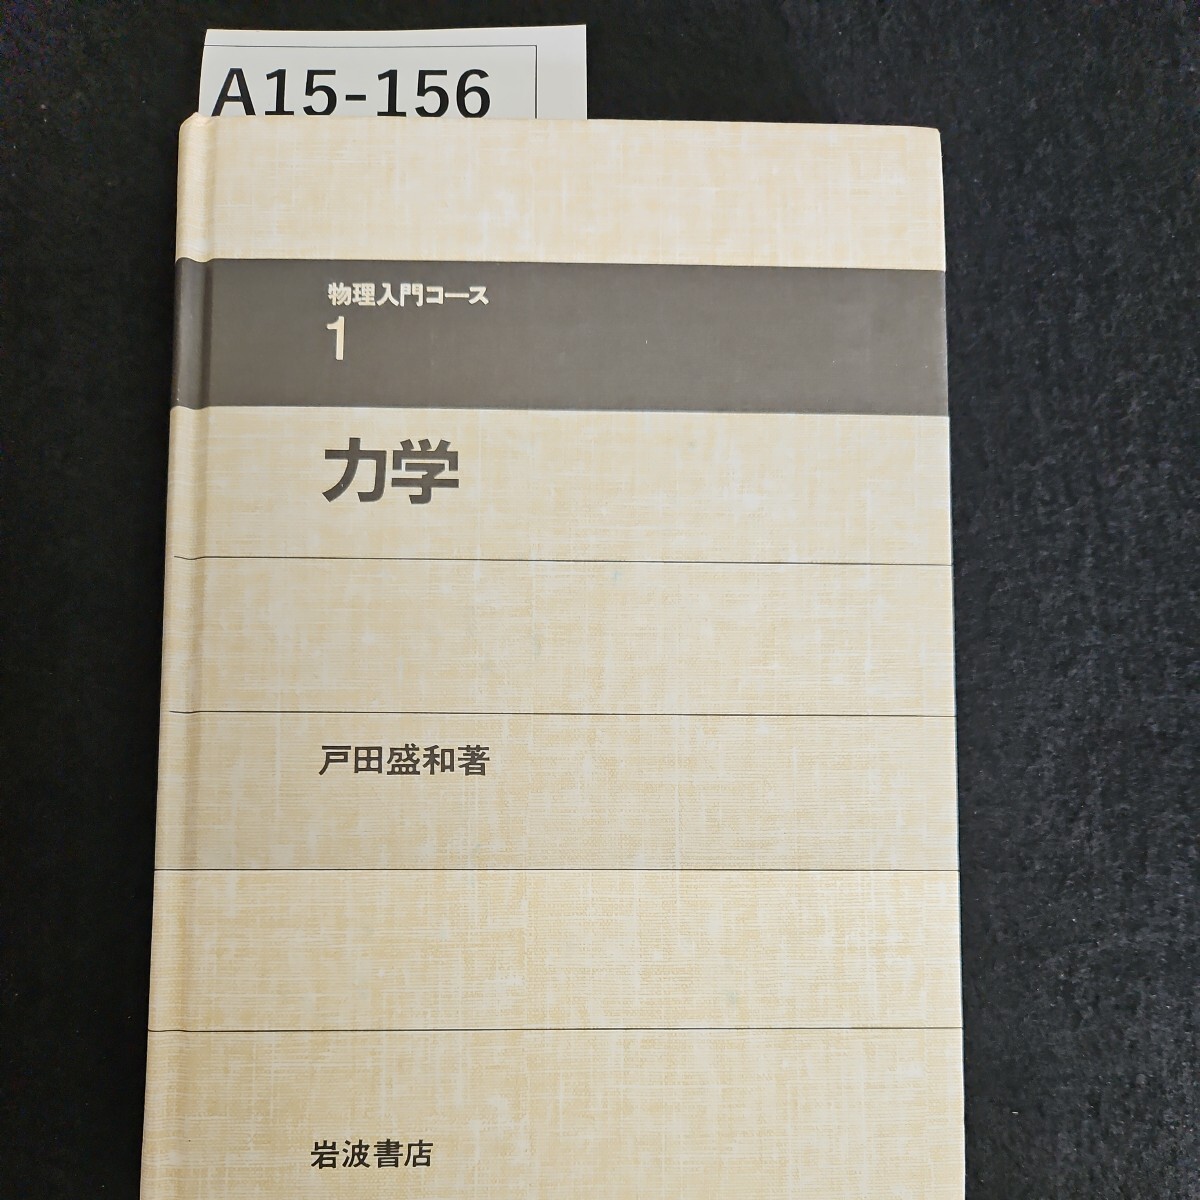 A15-156
物理入門コース
1
力学
戸田盛和著
岩波書店